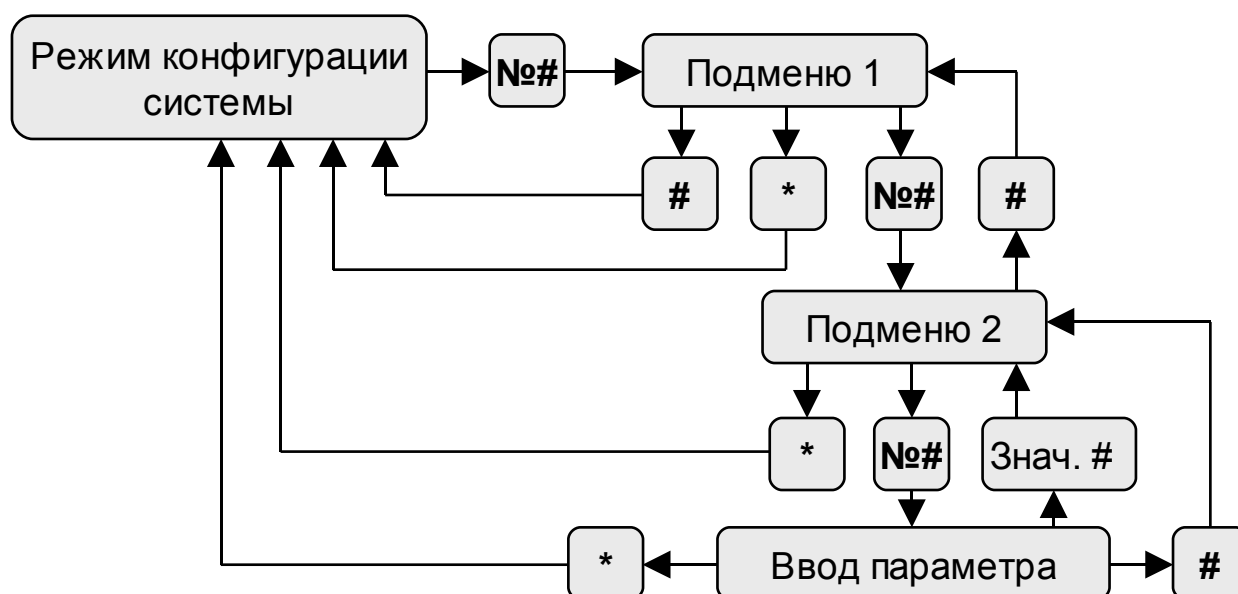 Режим конфигурации
системы
№#
Подменю 1
#
*
№#
#
Подменю 2
*
№#
Знач. #
*
Ввод параметра
#